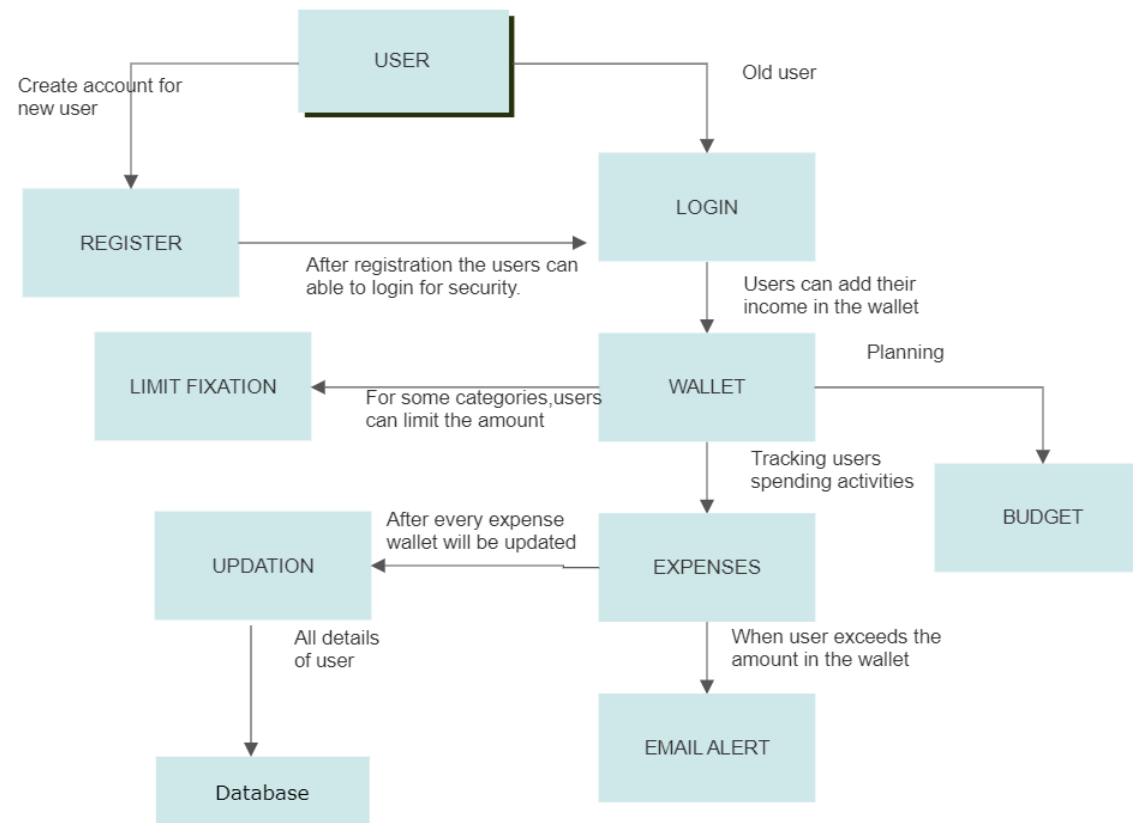 USER
Create account for
new user
Old user
LOGIN
REGISTER
After registration the users can
able to login for security.
Users can add their
income in the wallet
Planning
LIMIT FIXATION
For some categories,users
can limit the amount
WALLET
Tracking users
spending activities
BUDGET
After every expense
wallet will be updated
UPDATION
EXPENSES
All details
of user
When user exceeds the
amount in the wallet
EMAIL ALERT
Database